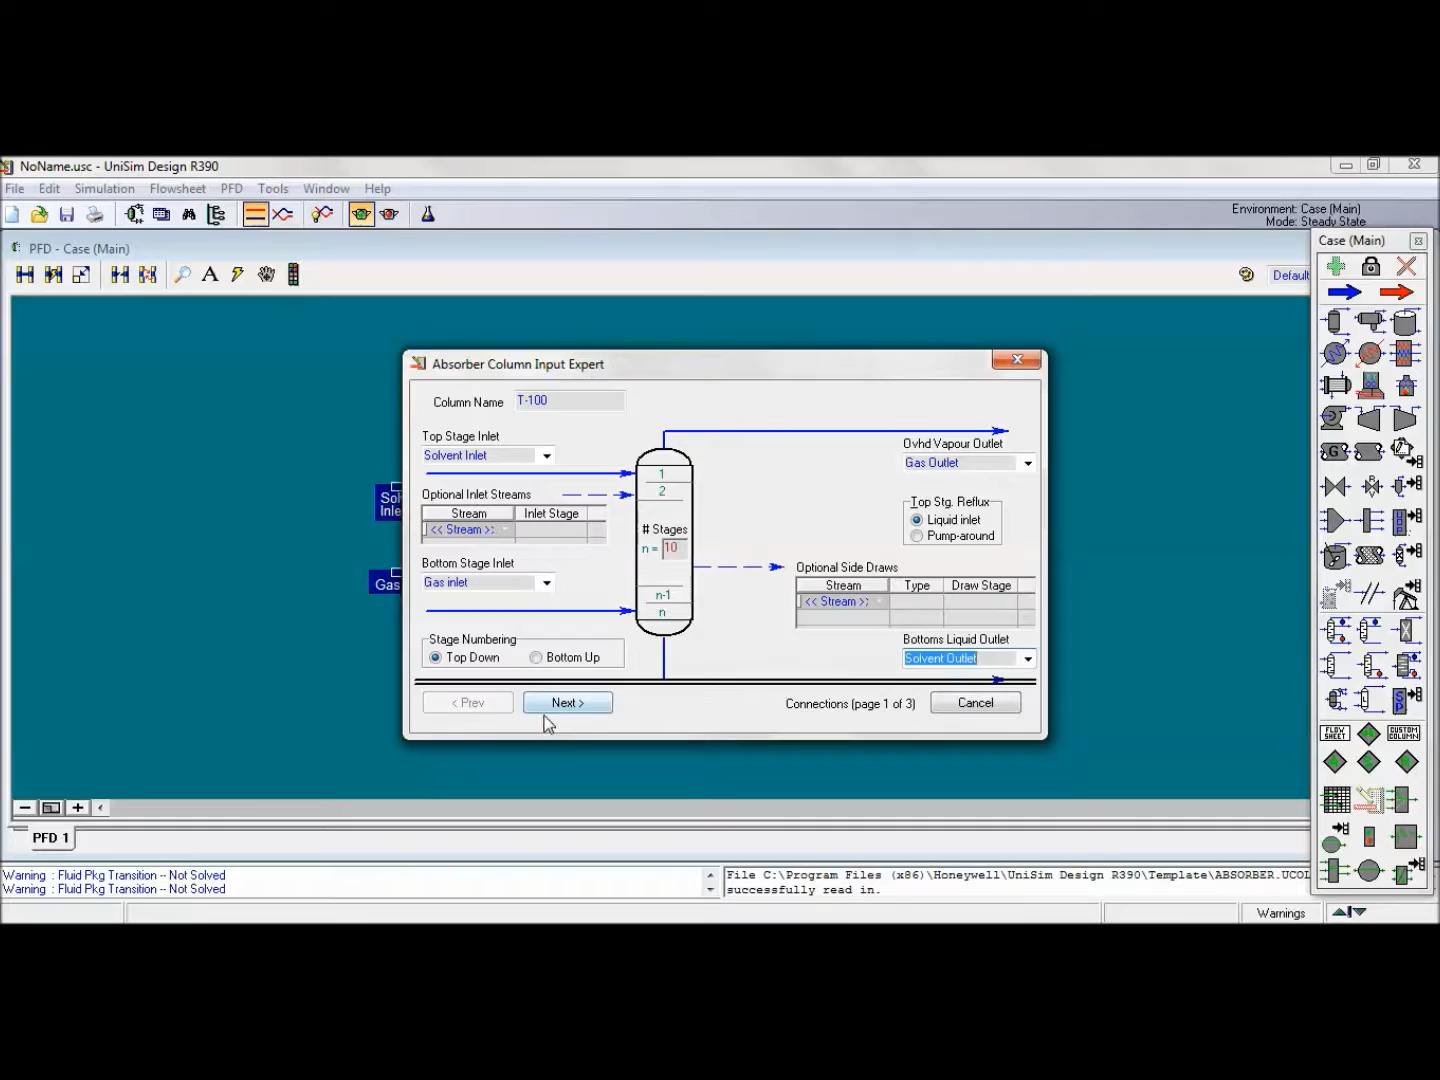 NoName.usc - UniSim Design R390
File Edit Simulation Flowsheet PFD Tools Window Help
Environment: Case (Main)
Mode: Steady State
PFD - Case (Main)
Case (Main)
A
Default
Absorber Column Input Expert
Column Name T-100
Top Stage Inlet
Solvent Inlet
Ovhd Vapour Outlet
Gas Outlet
1
2
Optional Inlet Streams
Stream Inlet Stage
<< Stream >>
# Stages
n = 10
Top Stg. Reflux
Liquid inlet
Pump-around
Bottom Stage Inlet
Gas inlet
Optional Side Draws
Stream Type Draw Stage
<< Stream >>
n-1
n
Stage Numbering
Top Down Bottom Up
Bottoms Liquid Outlet
Solvent Outlet
< Prev Next > Connections (page 1 of 3) Cancel
Sol
Inle
Gas
G
FLOW
SHEET
CUSTOM
COLUMN
PFD 1
Warning : Fluid Pkg Transition -- Not Solved
Warning : Fluid Pkg Transition -- Not Solved
File C:\Program Files (x86)\Honeywell\UniSim Design R390\Template\ABSORBER.UCOL
successfully read in.
Warnings